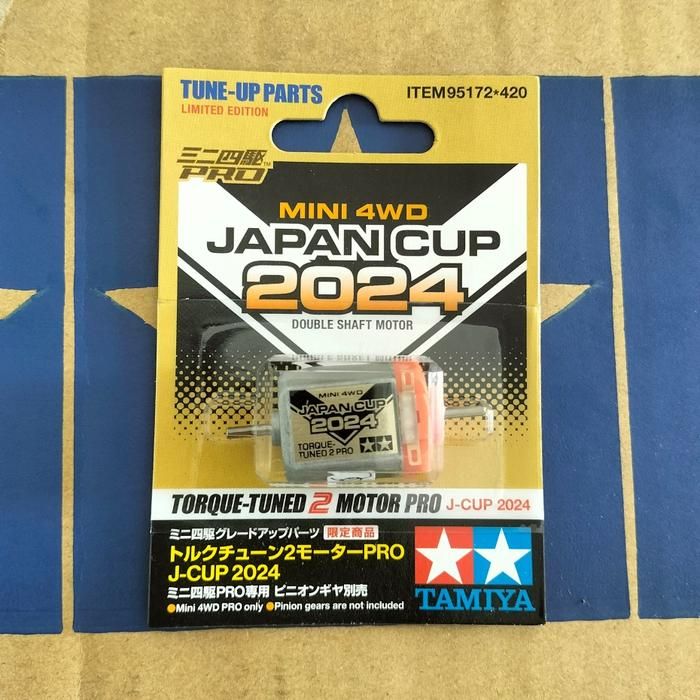 TUNE-UP PARTS
ITEM95172*420
LIMITED EDITION
ミニ四駆
PRO
TM
MINI 4WD
JAPAN CUP
2024
DOUBLE SHAFT MOTOR
MINI 4WD
JAPAN CUP
2024
TORQUE-
TUNED 2 PRO
TORQUE-TUNED 2 MOTOR PRO J-CUP 2024
ミニ四駆グレードアップパーツ 限定商品
トルクチューン2モーターPRO
J-CUP 2024
ミニ四駆PRO専用 ピニオンギヤ別売
●Mini 4WD PRO only ●Pinion gears are not included
TAMIYA